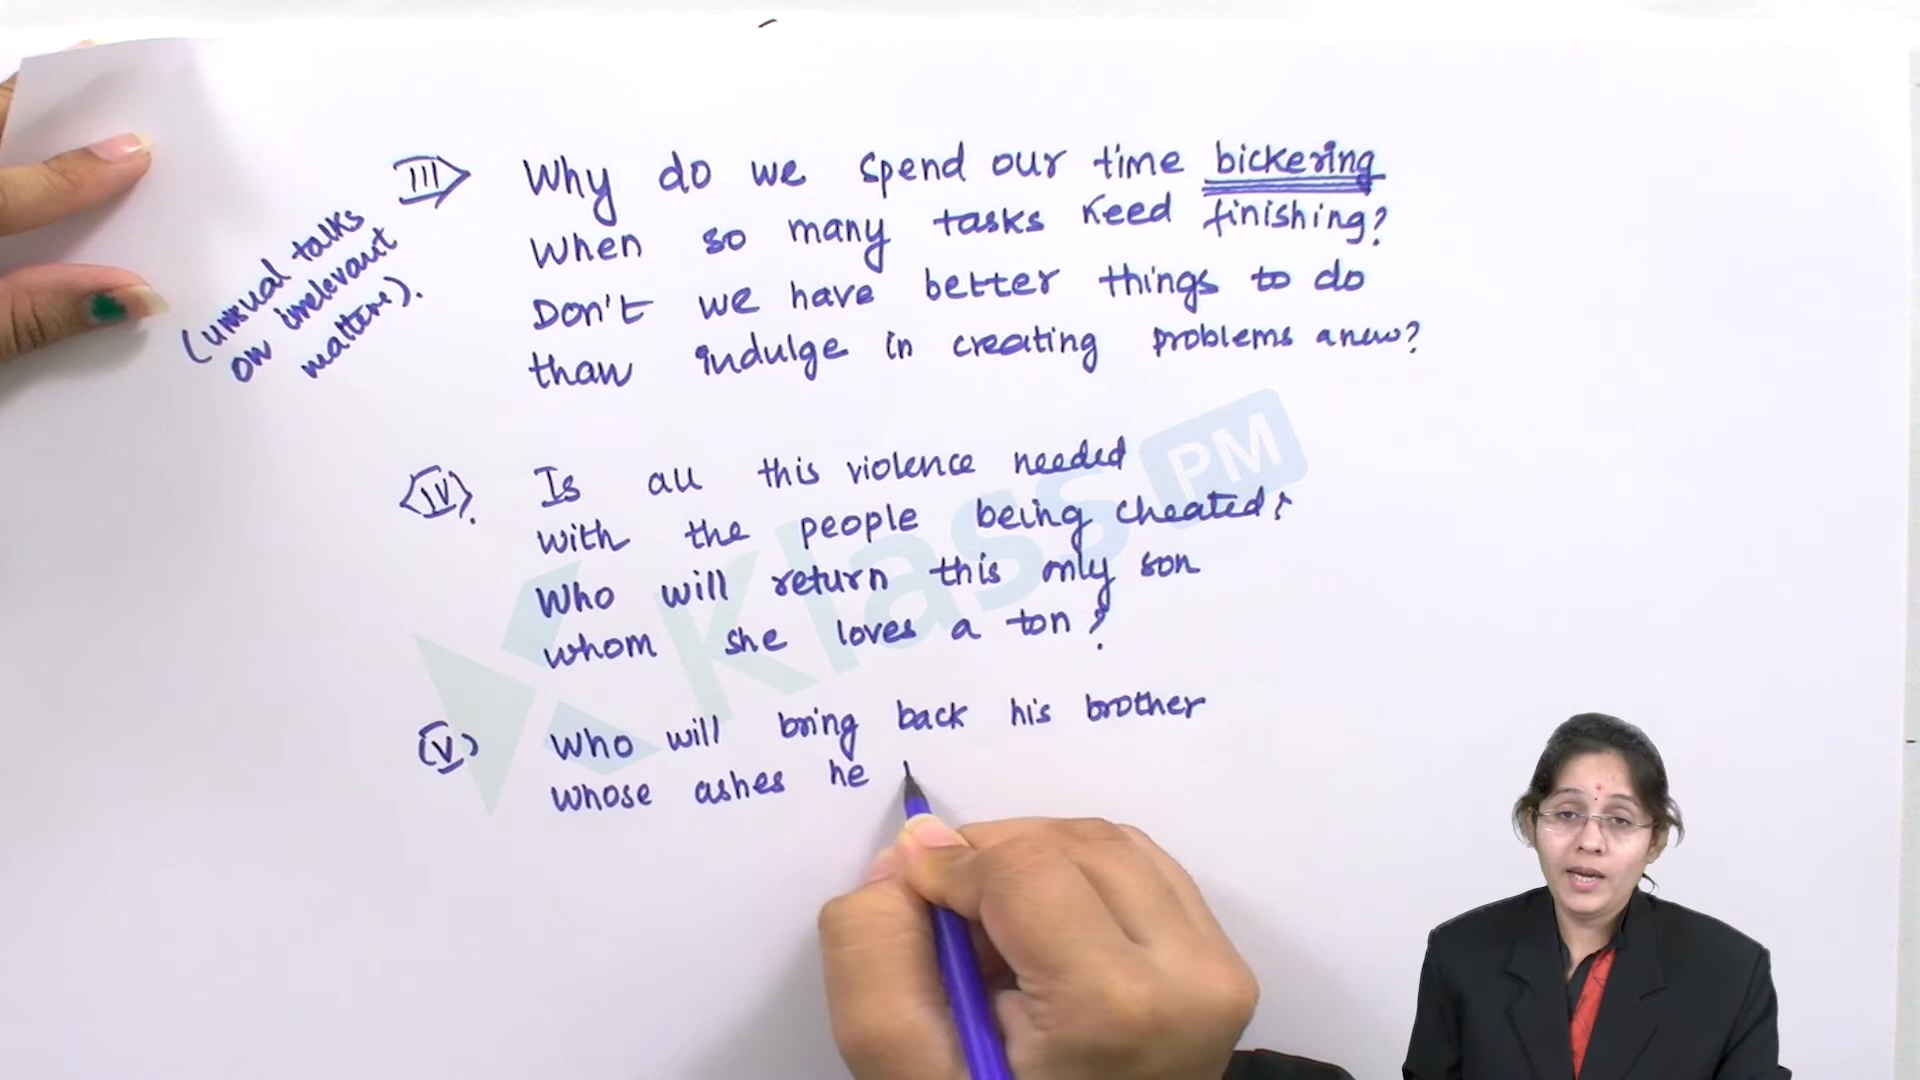 III Why do we spend our time bickering
When so many tasks need finishing?
Don't we have better things to do
than indulge in creating problems anew?
(unusual talks
on irrelevant
matters).
IV. Is all this violence needed
with the people being cheated?
Who will return this only son
whom she loves a ton?
(V) Who will bring back his brother
whose ashes he
Klass PM